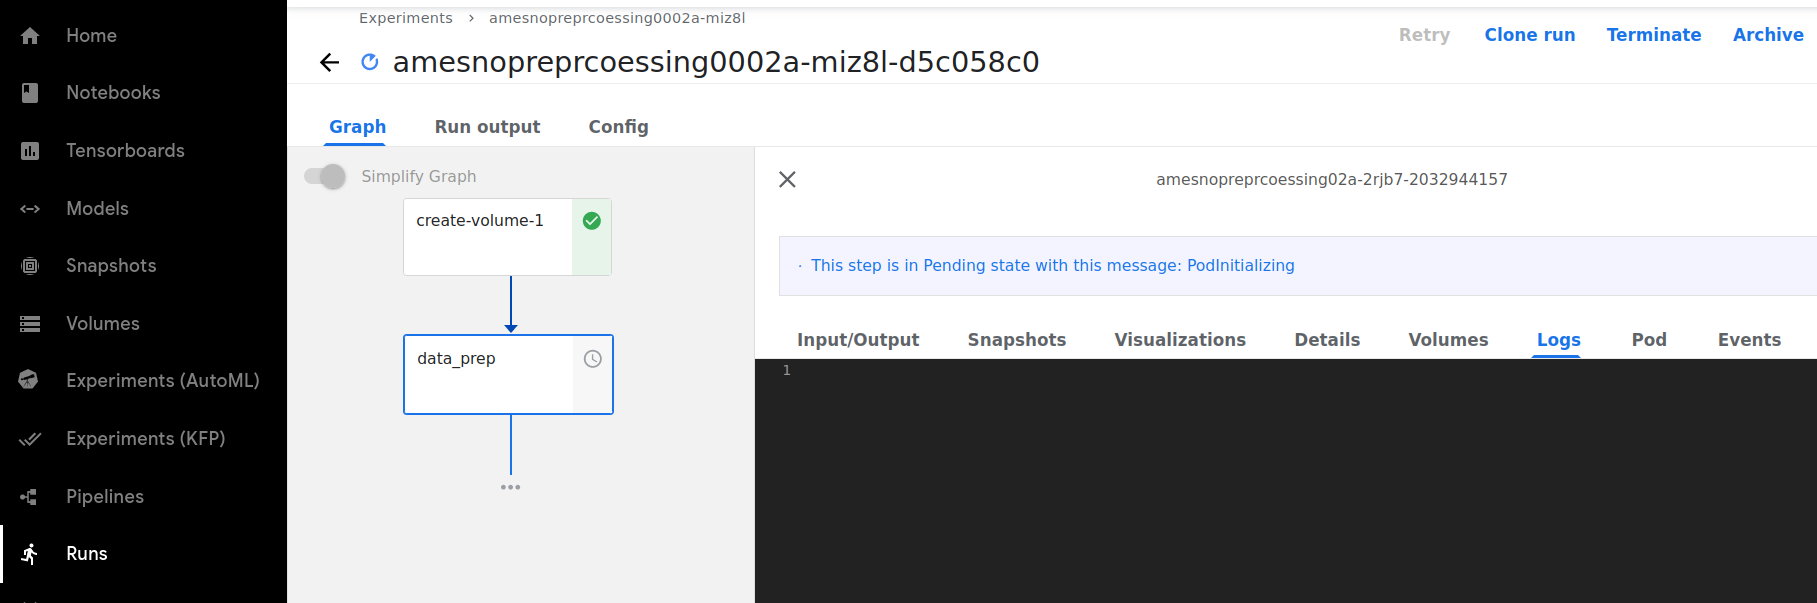 Home
Notebooks
Tensorboards
Models
Snapshots
Volumes
Experiments (AutoML)
Experiments (KFP)
Pipelines
Runs
Experiments › amesnopreprcoessing0002a-miz8l
amesnopreprcoessing0002a-miz8l-d5c058c0
Retry Clone run Terminate Archive
Graph Run output Config
Simplify Graph
create-volume-1
data_prep
amesnopreprcoessing02a-2rjb7-2032944157
· This step is in Pending state with this message: PodInitializing
Input/Output Snapshots Visualizations Details Volumes Logs Pod Events
1